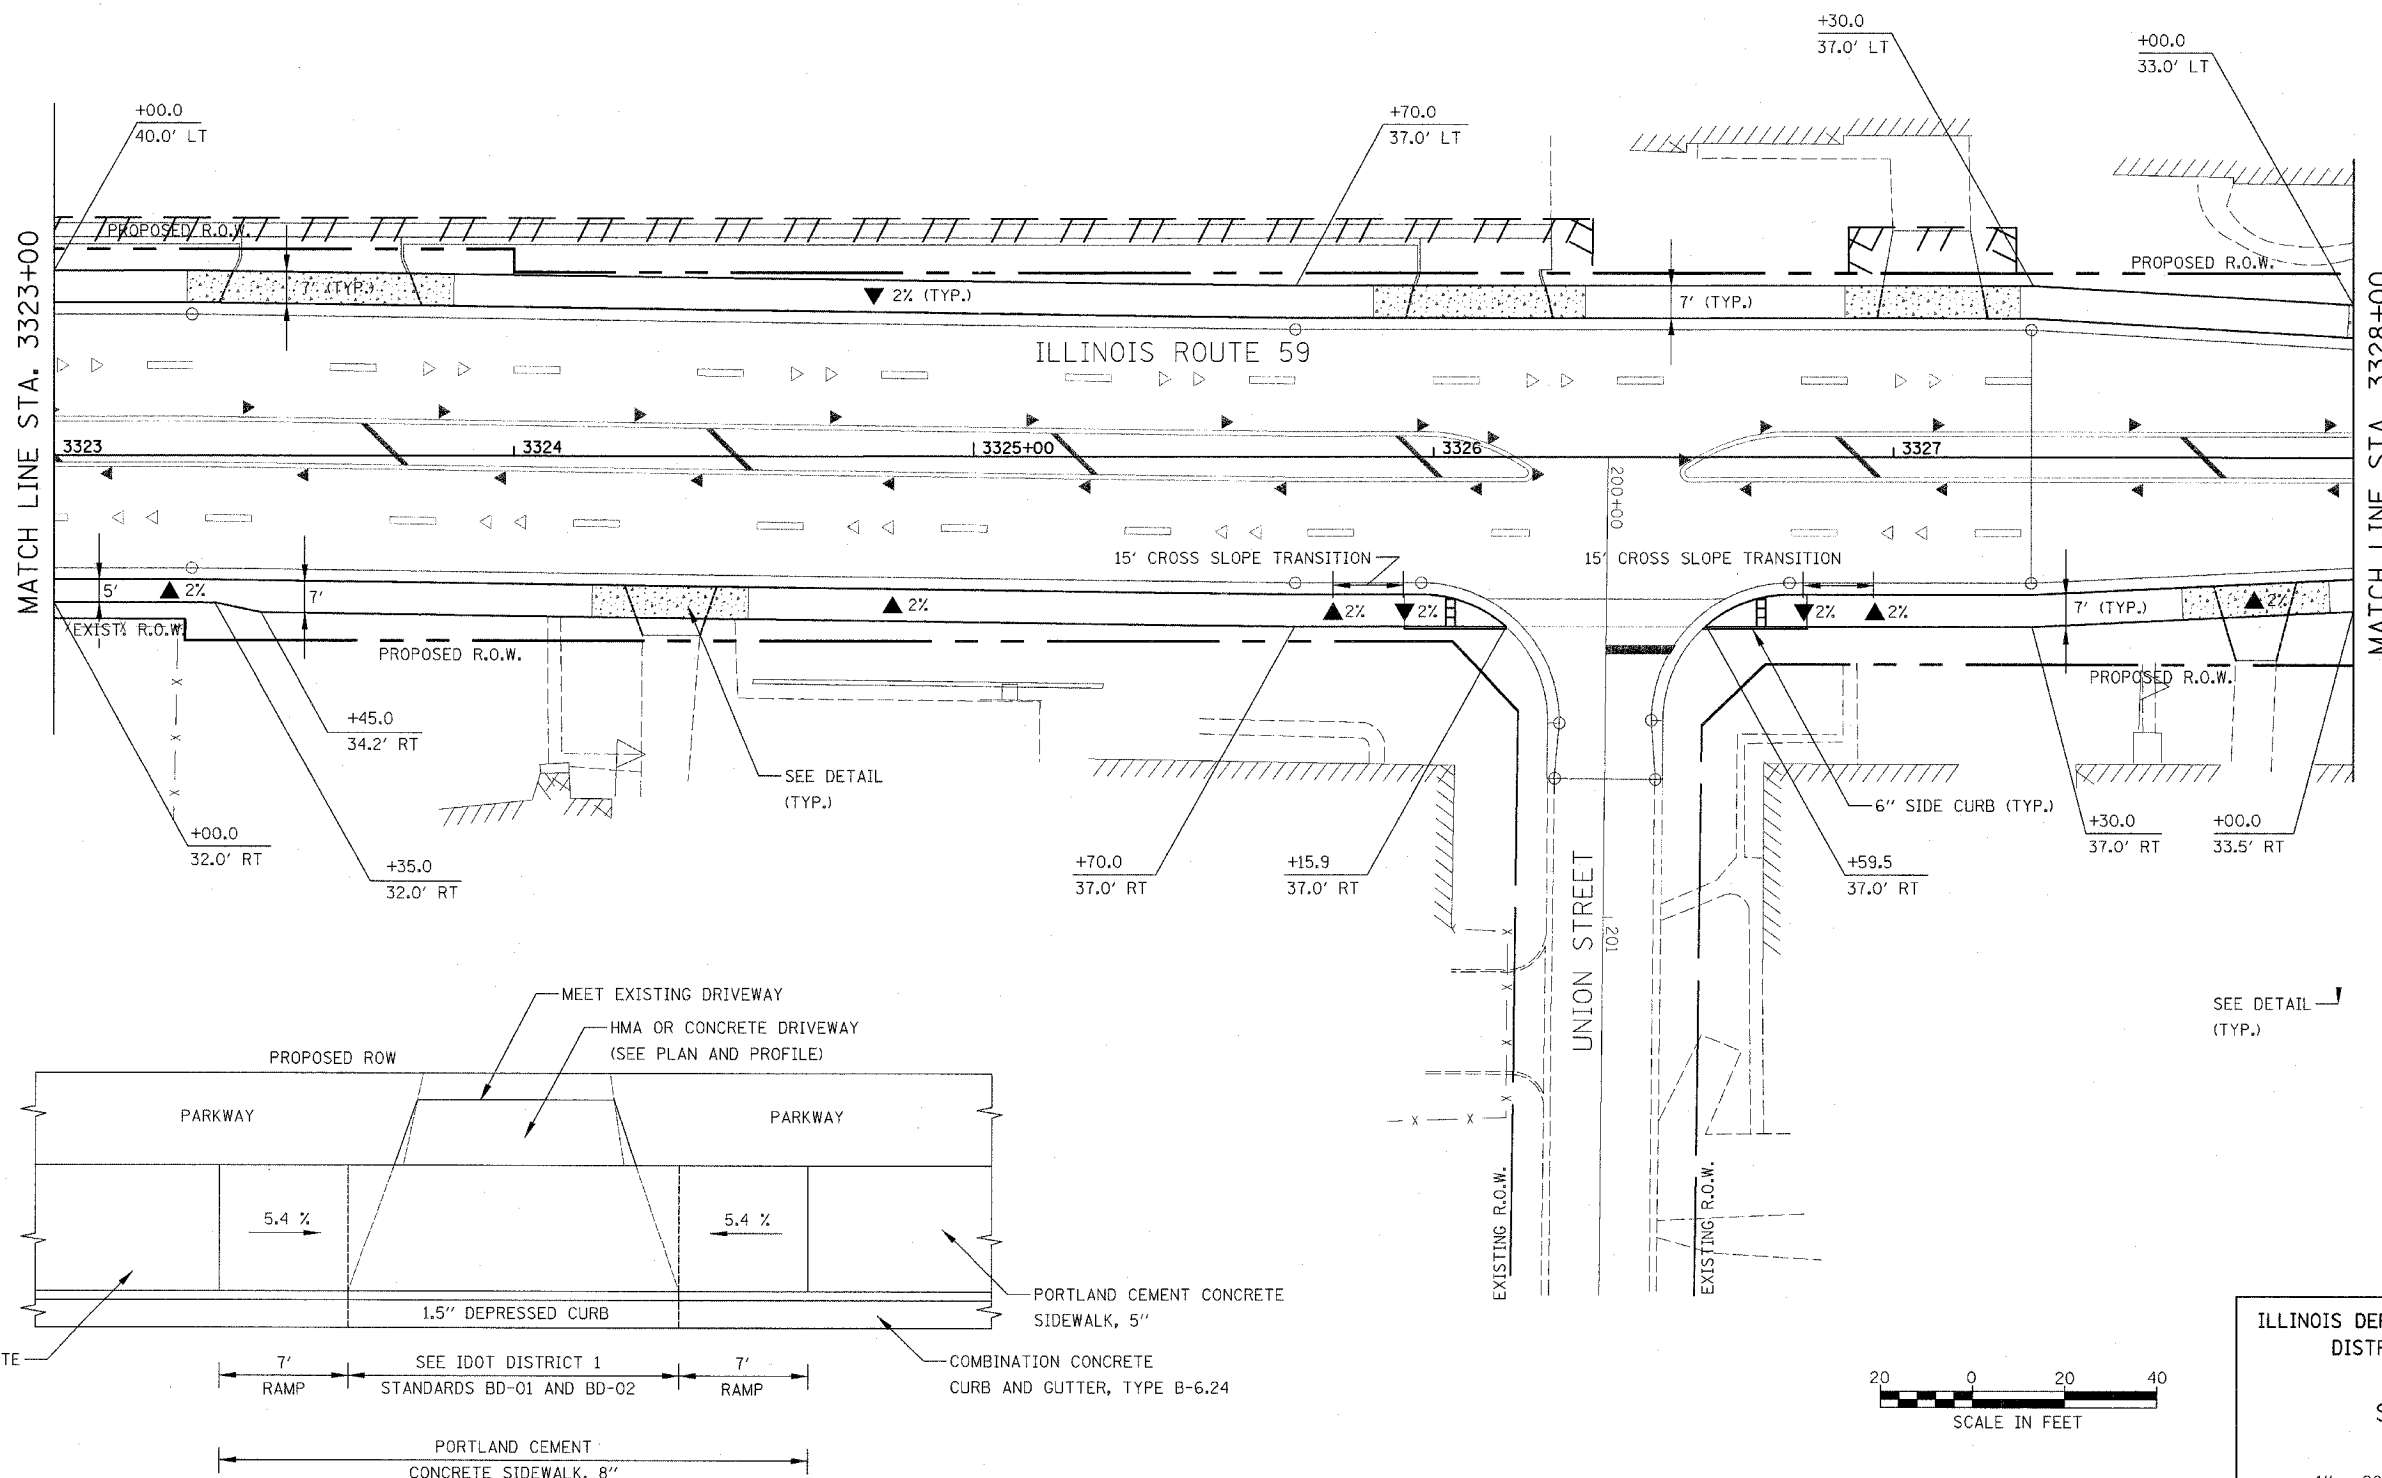 +30.0
37.0' LT
+00.0
33.0' LT
+00.0
40.0' LT
+70.0
37.0' LT
MATCH LINE STA. 3323+00
PROPOSED R.O.W.
PROPOSED R.O.W.
7' (TYP.)
2% (TYP.)
7' (TYP.)
MATCH LINE STA. 3328+00
ILLINOIS ROUTE 59
3323
3324
3325+00
3326
3327
200+00
15' CROSS SLOPE TRANSITION
15' CROSS SLOPE TRANSITION
5'
2%
7'
2%
2%
2%
2%
2%
7' (TYP.)
2%
EXIST. R.O.W.
PROPOSED R.O.W.
PROPOSED R.O.W.
+45.0
34.2' RT
SEE DETAIL
(TYP.)
6" SIDE CURB (TYP.)
+00.0
32.0' RT
+35.0
32.0' RT
+70.0
37.0' RT
+15.9
37.0' RT
+59.5
37.0' RT
+30.0
37.0' RT
+00.0
33.5' RT
UNION STREET
201
SEE DETAIL
(TYP.)
EXISTING R.O.W.
EXISTING R.O.W.
MEET EXISTING DRIVEWAY
HMA OR CONCRETE DRIVEWAY
(SEE PLAN AND PROFILE)
PROPOSED ROW
PARKWAY
PARKWAY
5.4 %
5.4 %
1.5" DEPRESSED CURB
PORTLAND CEMENT CONCRETE
SIDEWALK, 5"
TE
7'
RAMP
SEE IDOT DISTRICT 1
STANDARDS BD-01 AND BD-02
7'
RAMP
COMBINATION CONCRETE
CURB AND GUTTER, TYPE B-6.24
PORTLAND CEMENT
CONCRETE SIDEWALK, 8"
20 0 20 40
SCALE IN FEET
ILLINOIS DE
DIST